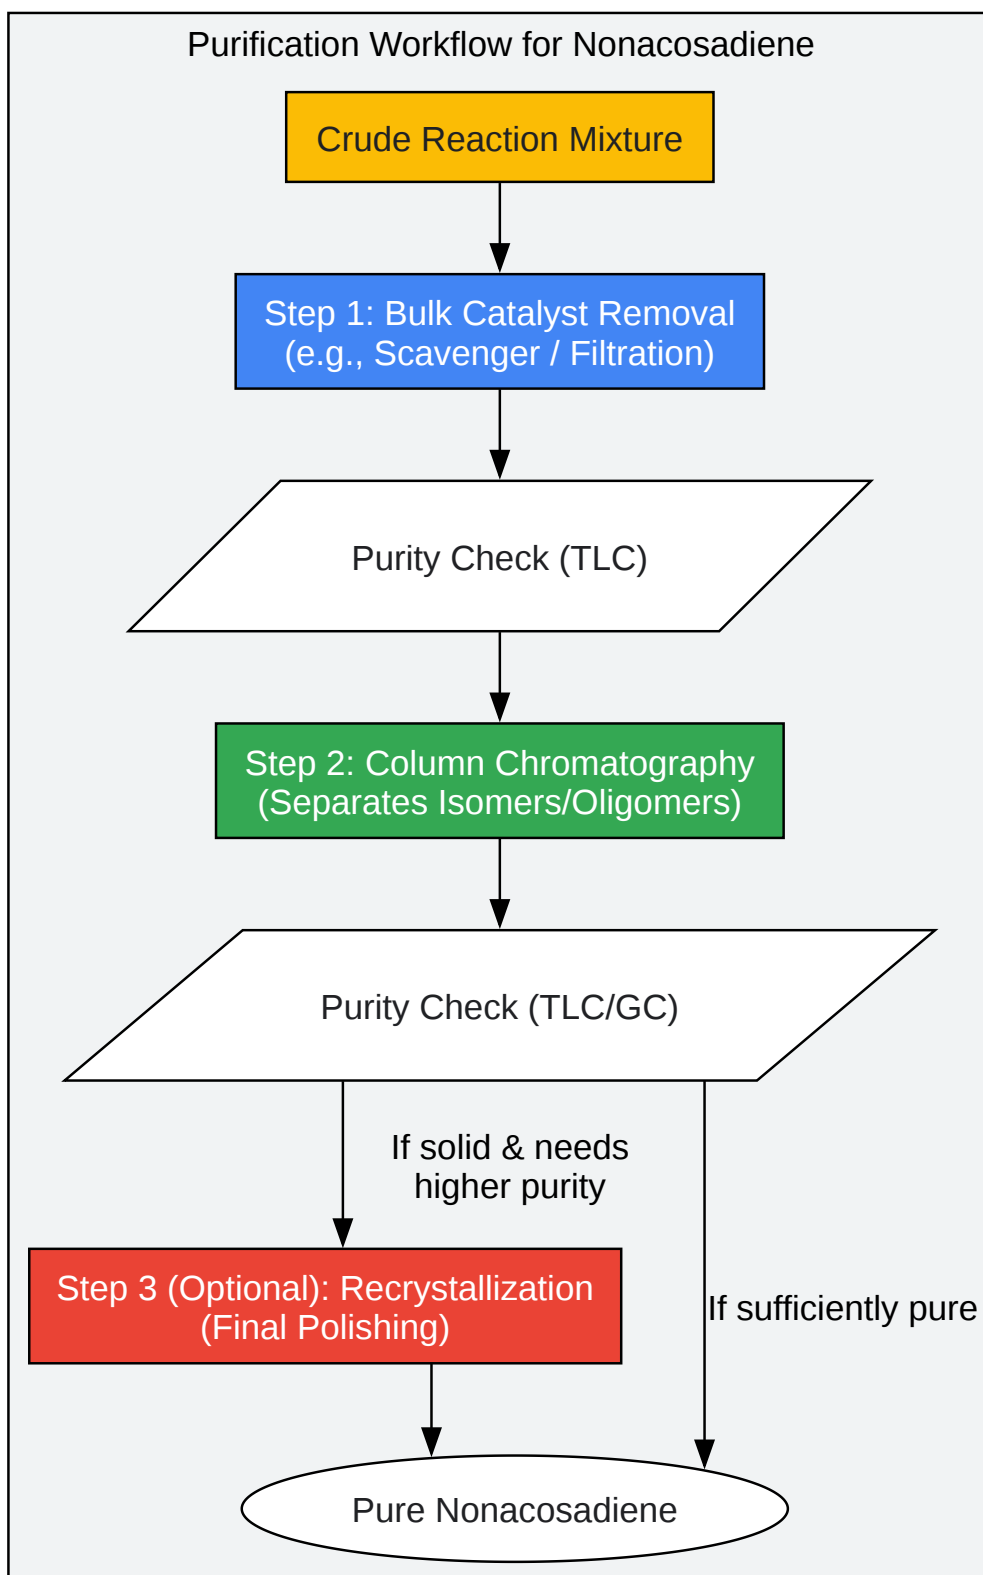 Purification Workflow for Nonacosadiene
Crude Reaction Mixture
Step 1: Bulk Catalyst Removal
(e.g., Scavenger / Filtration)
Purity Check (TLC)
Step 2: Column Chromatography
(Separates Isomers/Oligomers)
Purity Check (TLC/GC)
If solid & needs
higher purity
Step 3 (Optional): Recrystallization
(Final Polishing)
If sufficiently pure
Pure Nonacosadiene